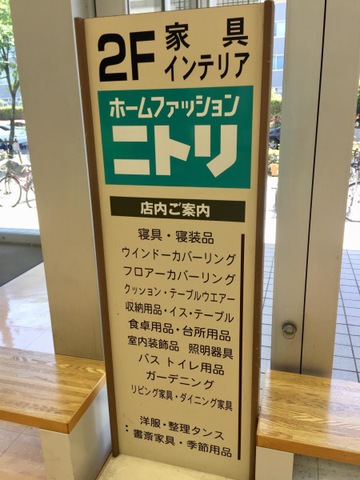 2F 家具
インテリア
ホームファッション
ニトリ
店内ご案内
寝具・寝装品
ウインドーカバーリング
フロアーカバーリング
クッション・テーブルウエアー
収納用品・イス・テーブル
食卓用品・台所用品
室内装飾品 照明器具
バス トイレ用品
ガーデニング
リビング家具・ダイニング家具
洋服・整理タンス
書斎家具・季節用品